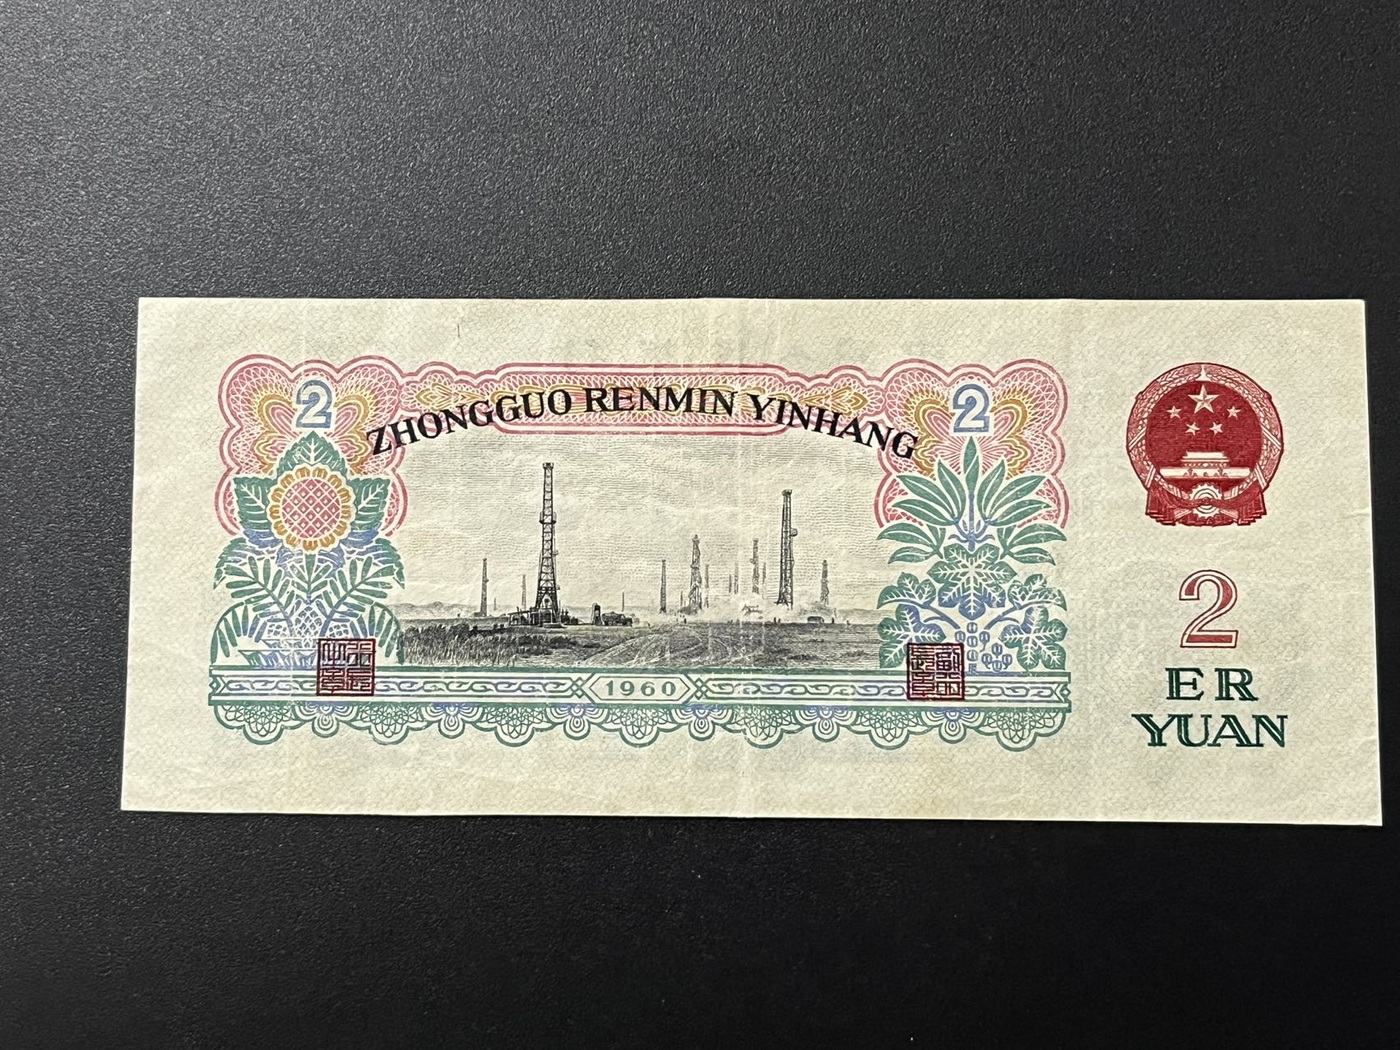 2
2
ZHONGGUO RENMIN YINHANG
1960
2
ER
YUAN